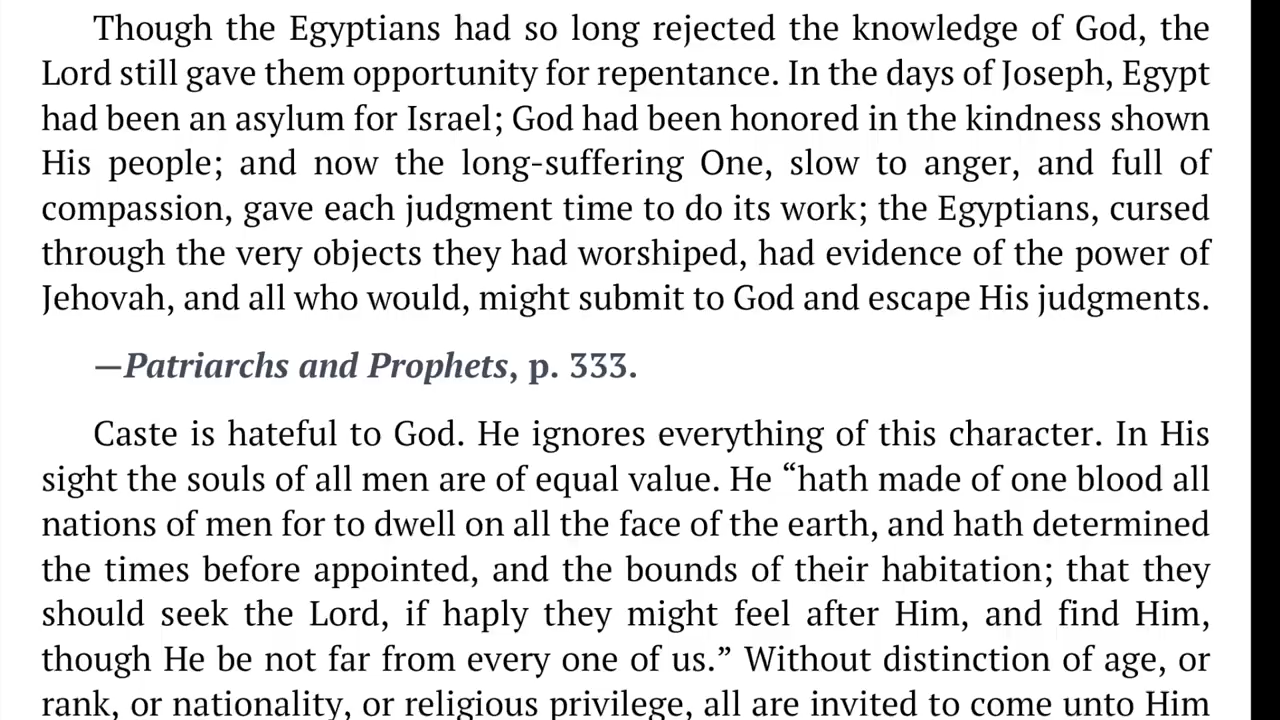 Though the Egyptians had so long rejected the knowledge of God, the
Lord still gave them opportunity for repentance. In the days of Joseph, Egypt
had been an asylum for Israel; God had been honored in the kindness shown
His people; and now the long-suffering One, slow to anger, and full of
compassion, gave each judgment time to do its work; the Egyptians, cursed
through the very objects they had worshiped, had evidence of the power of
Jehovah, and all who would, might submit to God and escape His judgments.
—Patriarchs and Prophets, p. 333.
Caste is hateful to God. He ignores everything of this character. In His
sight the souls of all men are of equal value. He “hath made of one blood all
nations of men for to dwell on all the face of the earth, and hath determined
the times before appointed, and the bounds of their habitation; that they
should seek the Lord, if haply they might feel after Him, and find Him,
though He be not far from every one of us.” Without distinction of age, or
rank, or nationality, or religious privilege, all are invited to come unto Him